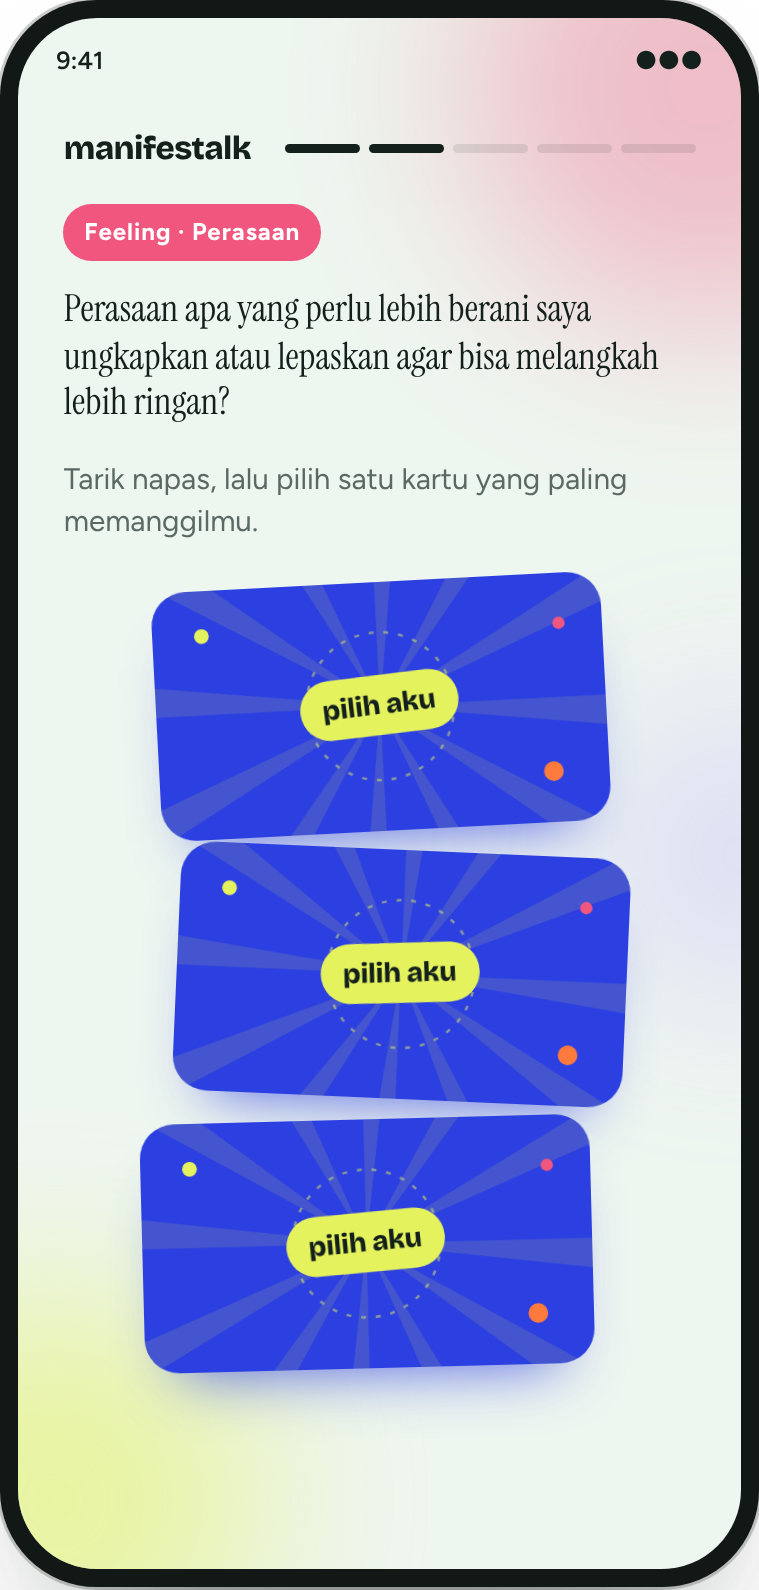 9:41
manifestalk
Feeling · Perasaan
Perasaan apa yang perlu lebih berani saya
ungkapkan atau lepaskan agar bisa melangkah
lebih ringan?
Tarik napas, lalu pilih satu kartu yang paling
memanggilmu.
pilih aku
pilih aku
pilih aku